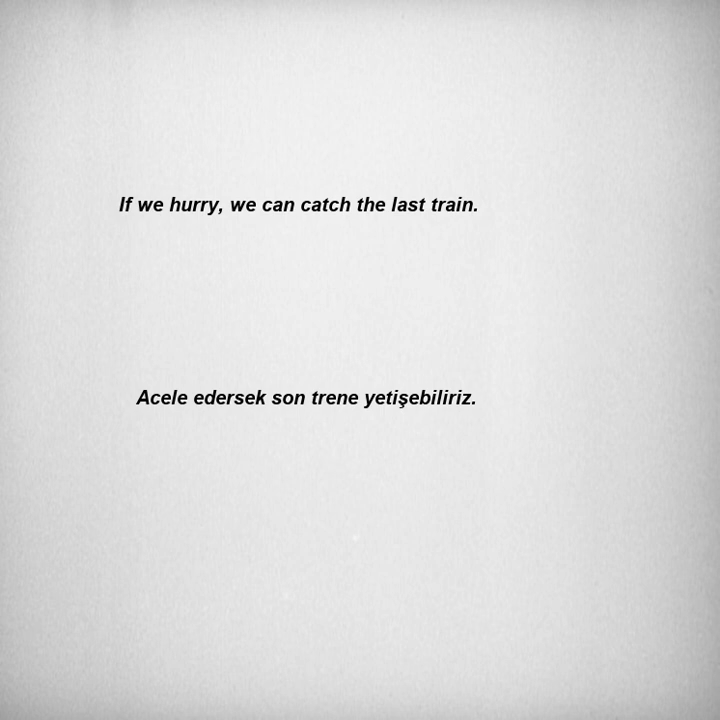 If we hurry, we can catch the last train.
Acele edersek son trene yetişebiliriz.